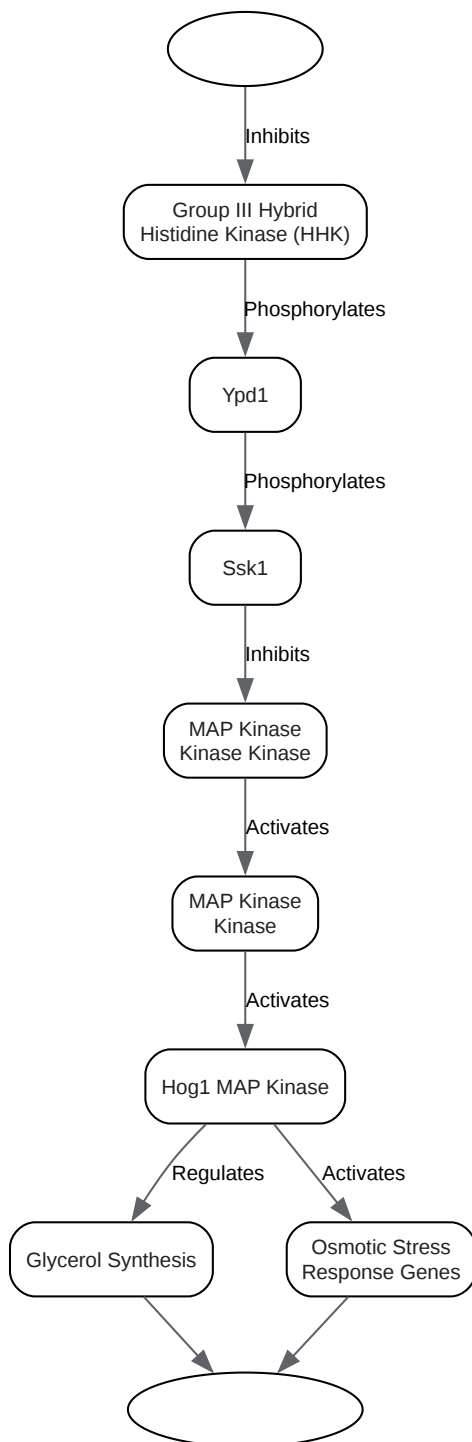 Inhibits
Group III Hybrid
Histidine Kinase (HHK)
Phosphorylates
Ypd1
Phosphorylates
Ssk1
Inhibits
MAP Kinase
Kinase Kinase
Activates
MAP Kinase
Kinase
Activates
Hog1 MAP Kinase
Regulates
Activates
Glycerol Synthesis
Osmotic Stress
Response Genes